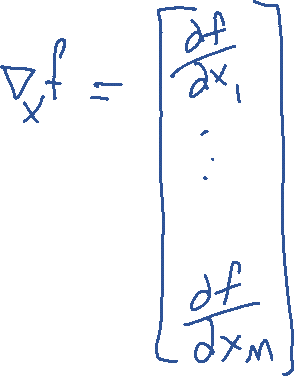 ∇ₓf = [ ∂f/∂x₁
⋮
∂f/∂x_M ]